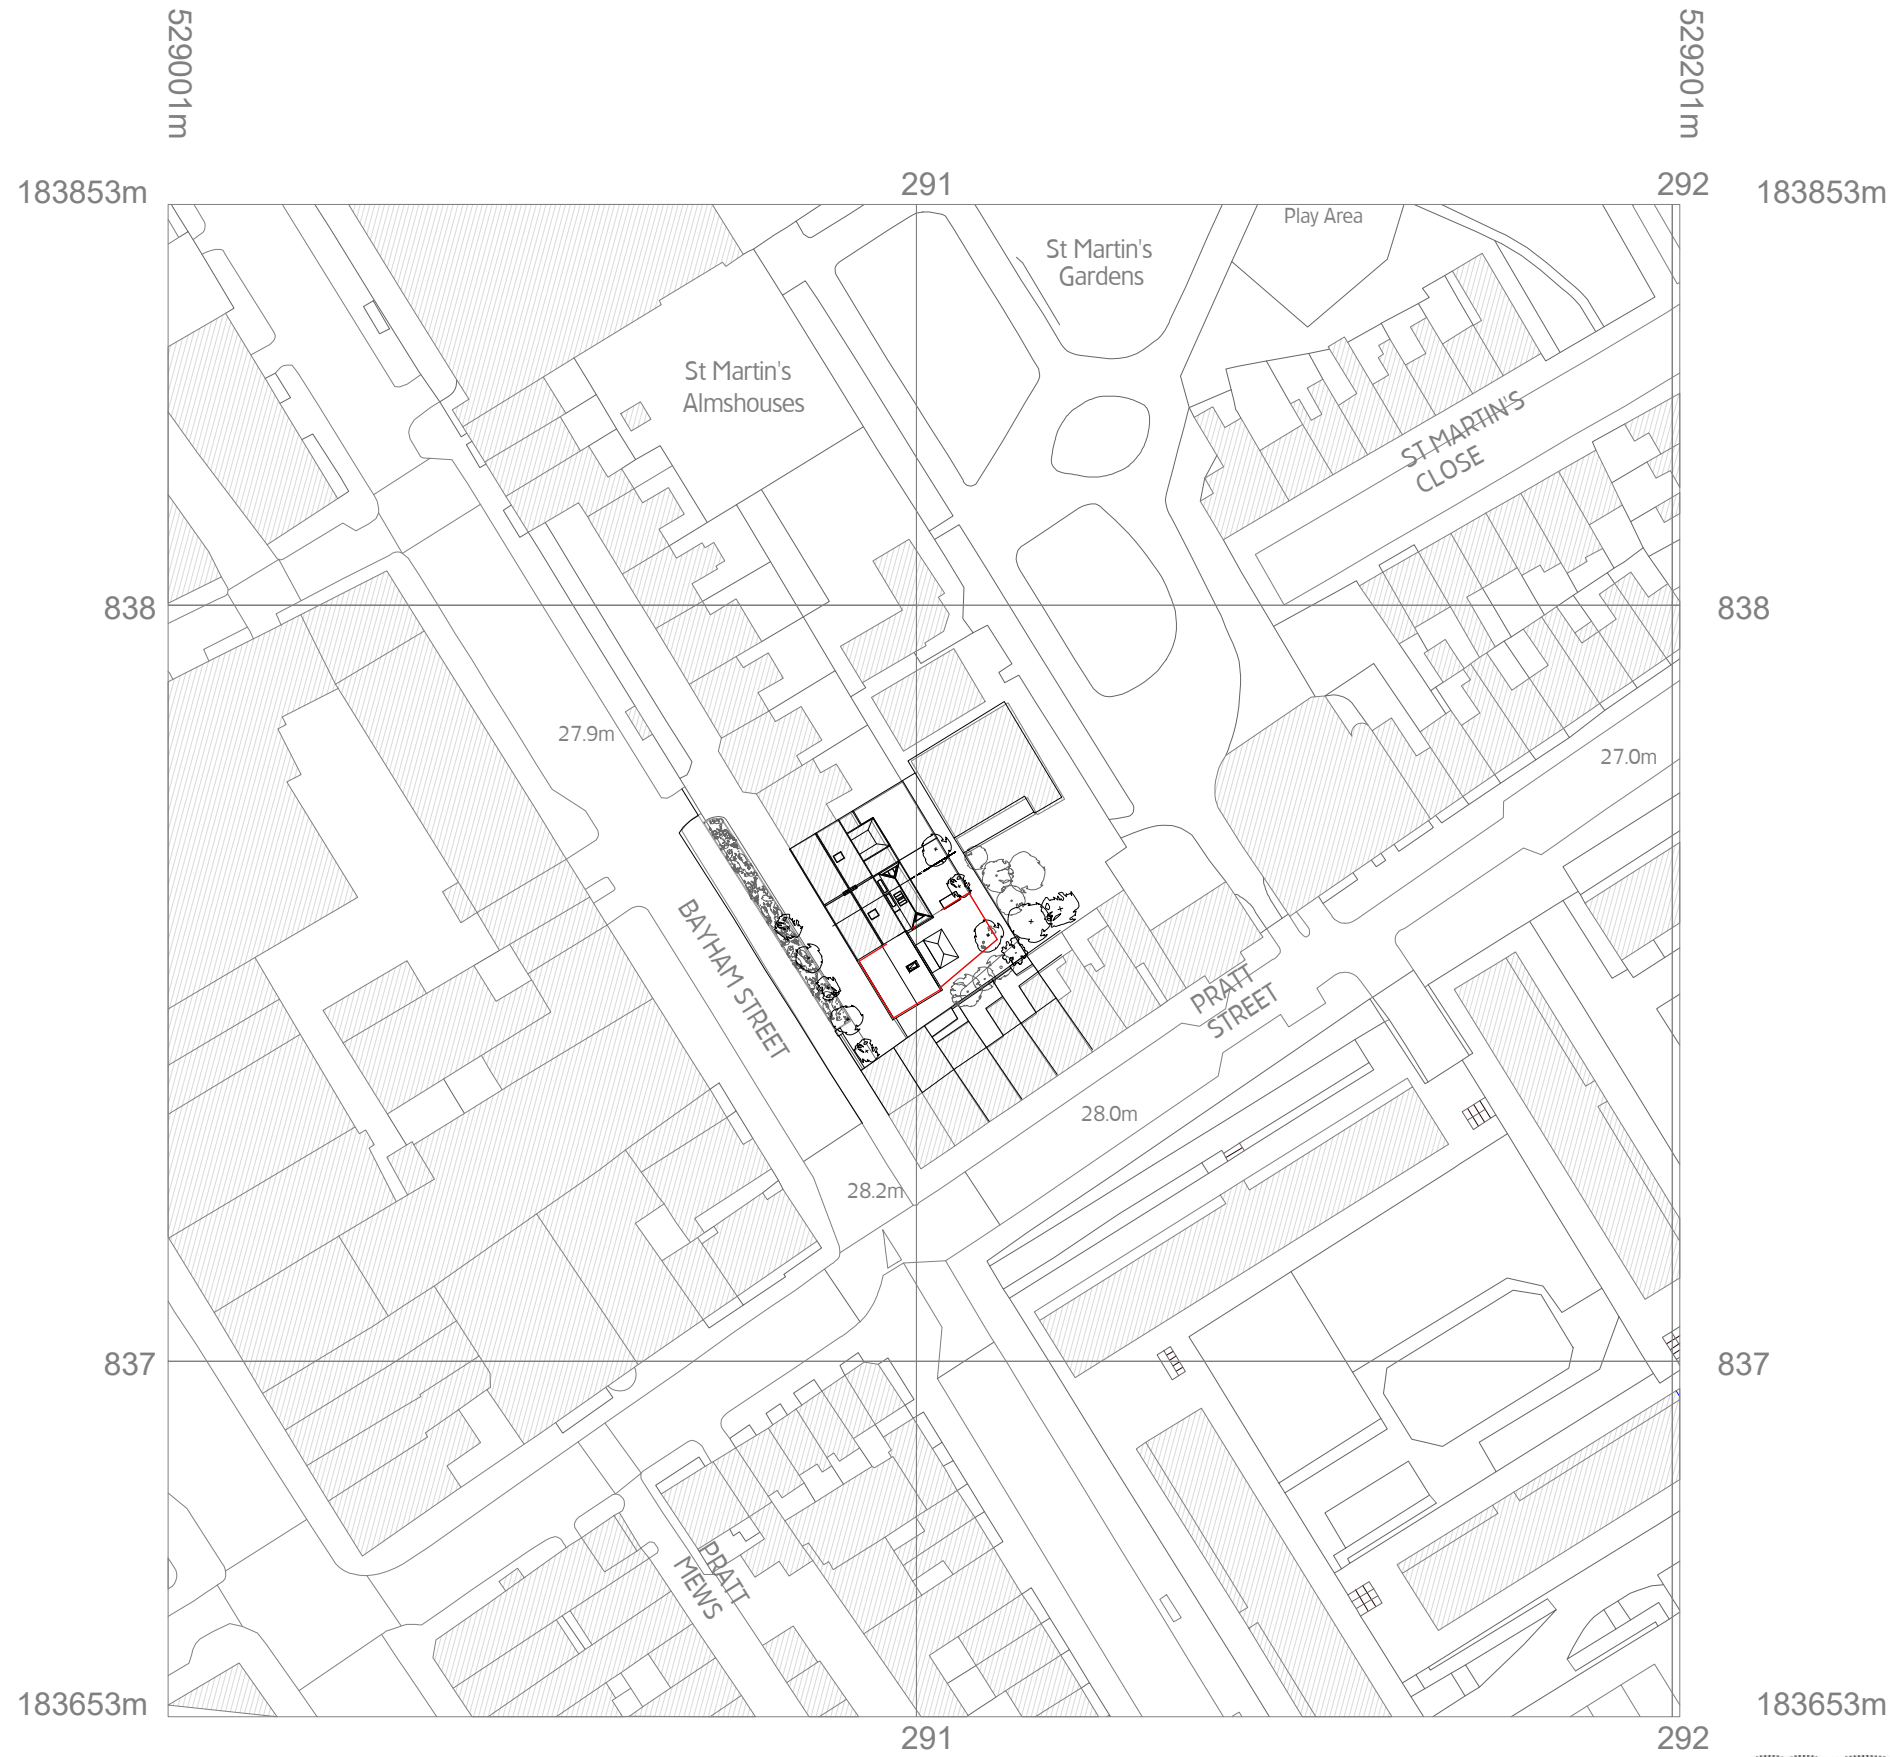 529001m
529201m
183853m
291
292
183853m
Play Area
St Martin's
Gardens
St Martin's
Almshouses
ST MARTIN'S
CLOSE
838
838
27.9m
27.0m
BAYHAM STREET
PRATT
STREET
28.0m
28.2m
837
837
PRATT
MEWS
183653m
291
292
183653m